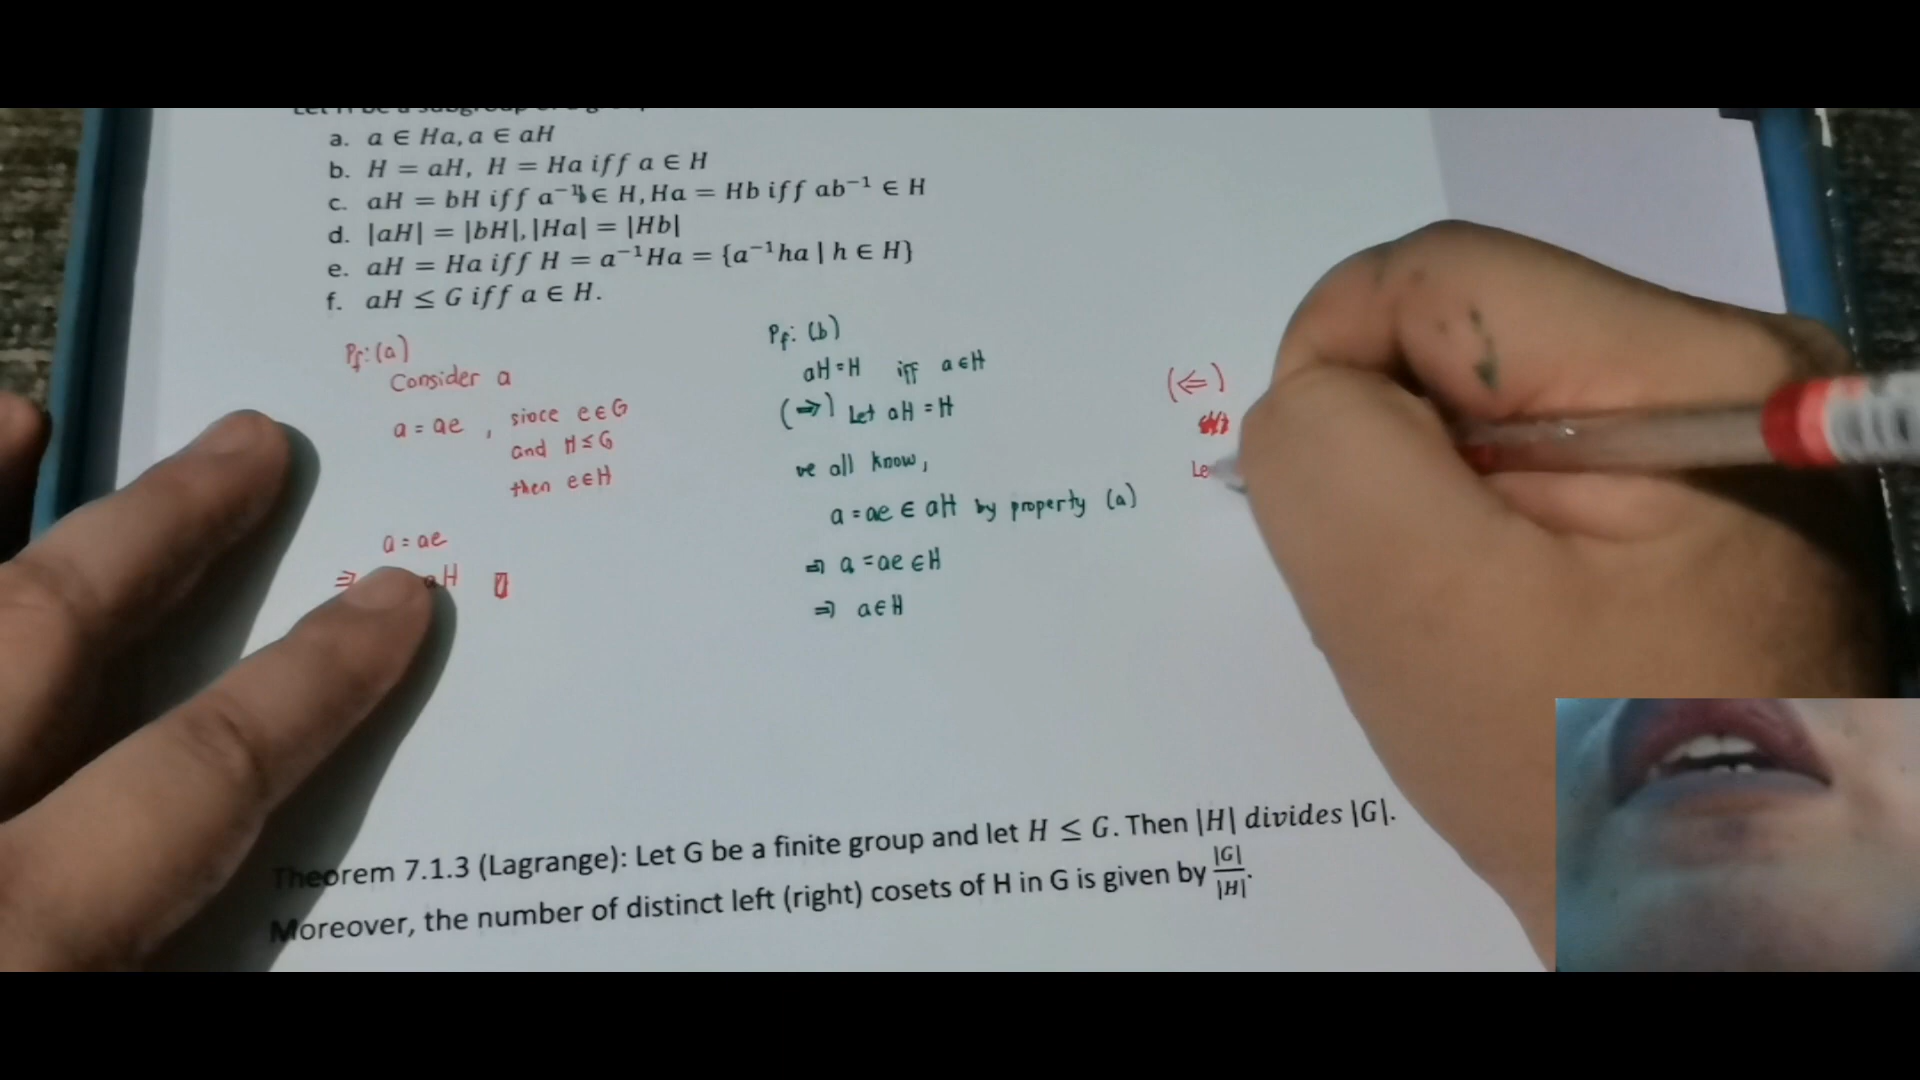 a. a ∈ Ha, a ∈ aH
b. H = aH, H = Ha iff a ∈ H
c. aH = bH iff a⁻¹b ∈ H, Ha = Hb iff ab⁻¹ ∈ H
d. |aH| = |bH|, |Ha| = |Hb|
e. aH = Ha iff H = a⁻¹Ha = {a⁻¹ha | h ∈ H}
f. aH ≤ G iff a ∈ H.
Pf: (a)
Consider a
a = ae , since e∈G
and H≤G
then e∈H
a = ae
⇒ aH
Pf: (b)
aH = H iff a∈H
(⇒) Let aH = H
we all know,
a = ae ∈ aH by property (a)
⇒ a = ae ∈ H
⇒ a∈H
(⇐)
Le
Theorem 7.1.3 (Lagrange): Let G be a finite group and let H ≤ G. Then |H| divides |G|.
Moreover, the number of distinct left (right) cosets of H in G is given by |G|/|H|.